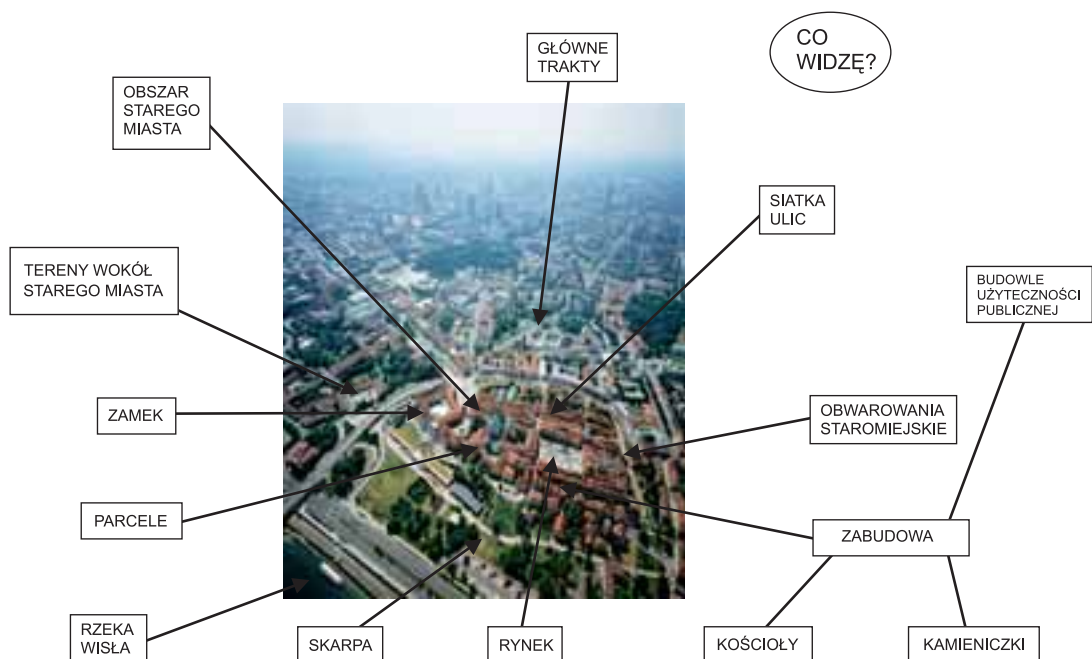 CO
WIDZĘ?
GŁÓWNE
TRAKTY
OBSZAR
STAREGO
MIASTA
SIATKA
ULIC
TERENY WOKÓŁ
STAREGO MIASTA
BUDOWLE
UŻYTECZNOŚCI
PUBLICZNEJ
ZAMEK
OBWAROWANIA
STAROMIEJSKIE
PARCELE
ZABUDOWA
RZEKA
WISŁA
SKARPA
RYNEK
KOŚCIOŁY
KAMIENICZKI